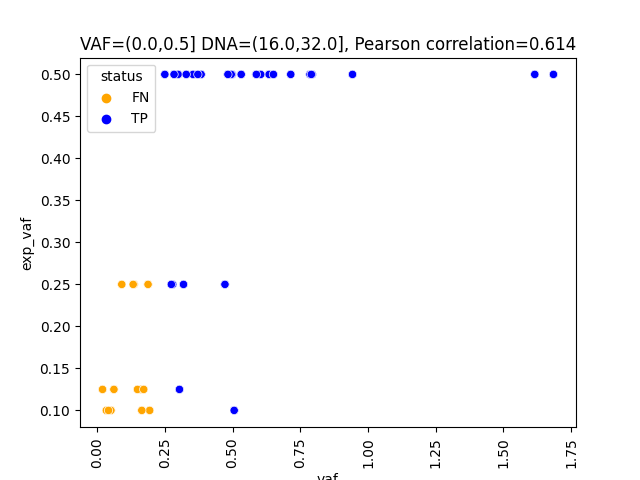 VAF=(0.0,0.5] DNA=(16.0,32.0], Pearson correlation=0.614
status
FN
TP
exp_vaf
0.50
0.45
0.40
0.35
0.30
0.25
0.20
0.15
0.10
0.00
0.25
0.50
0.75
1.00
1.25
1.50
1.75
vaf